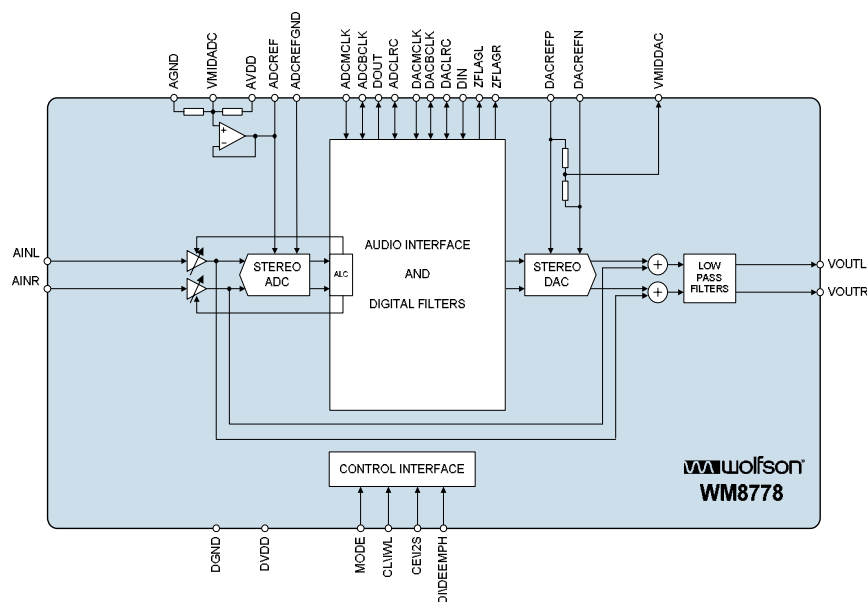 AGND
VMIDADC
AVDD
ADCREF
ADCREFGND
ADCMCLK
ADCBCLK
DOUT
ADCLRC
DACMCLK
DACBCLK
DACLRC
DIN
ZFLAGL
ZFLAGR
DACREFP
DACREFN
VMIDDAC
+
−
AINL
AINR
STEREO
ADC
ALC
AUDIO INTERFACE
AND
DIGITAL FILTERS
STEREO
DAC
+
+
LOW
PASS
FILTERS
VOUTL
VOUTR
CONTROL INTERFACE
wolfson®
WM8778
DGND
DVDD
MODE
CL\IWL
CE\I2S
DI\DEEMPH